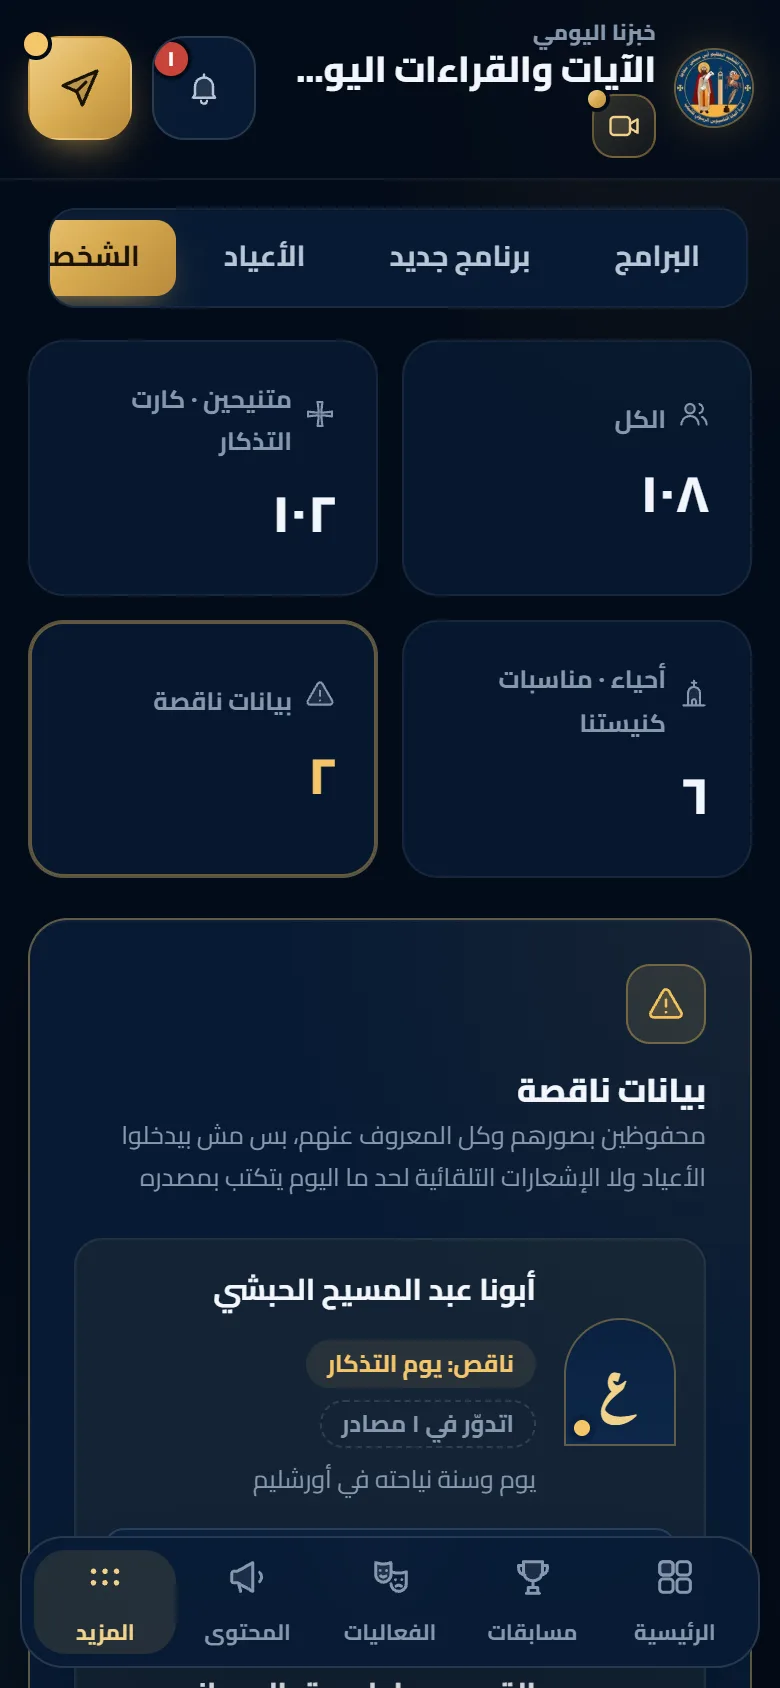 خبزنا اليومي
الآيات والقراءات اليو...
١
البرامج
برنامج جديد
الأعياد
الشخص
الكل
١٠٨
متنيحين · كارت
التذكار
١٠٢
أحياء · مناسبات
كنيستنا
٦
بيانات ناقصة
٢
بيانات ناقصة
محفوظين بصورهم وكل المعروف عنهم، بس مش بيدخلوا
الأعياد ولا الإشعارات التلقائية لحد ما اليوم يتكتب بمصدره
أبونا عبد المسيح الحبشي
ناقص: يوم التذكار
اتدوّر في ١ مصادر
ع
يوم وسنة نياحته في أورشليم
الرئيسية
مسابقات
الفعاليات
المحتوى
المزيد